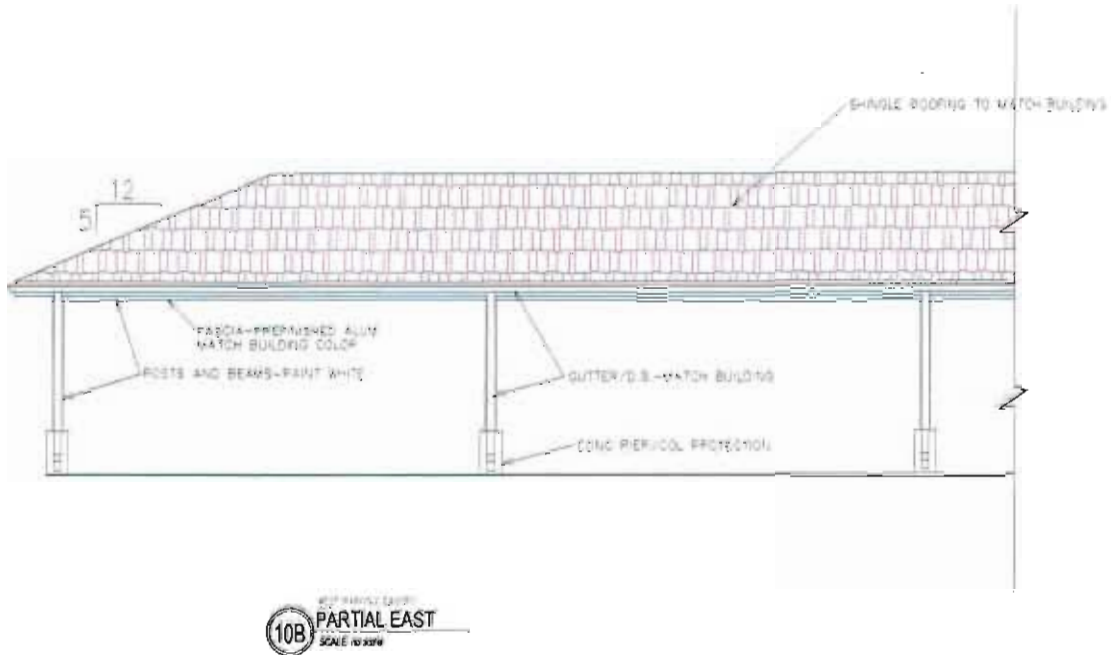 SHINGLE ROOFING TO MATCH BUILDING
12
5
FASCIA-PREFINISHED ALUM
MATCH BUILDING COLOR
POSTS AND BEAMS-PAINT WHITE
GUTTER/D.S.-MATCH BUILDING
CONC PIER/COL PROTECTION
10B
PARTIAL EAST
SCALE